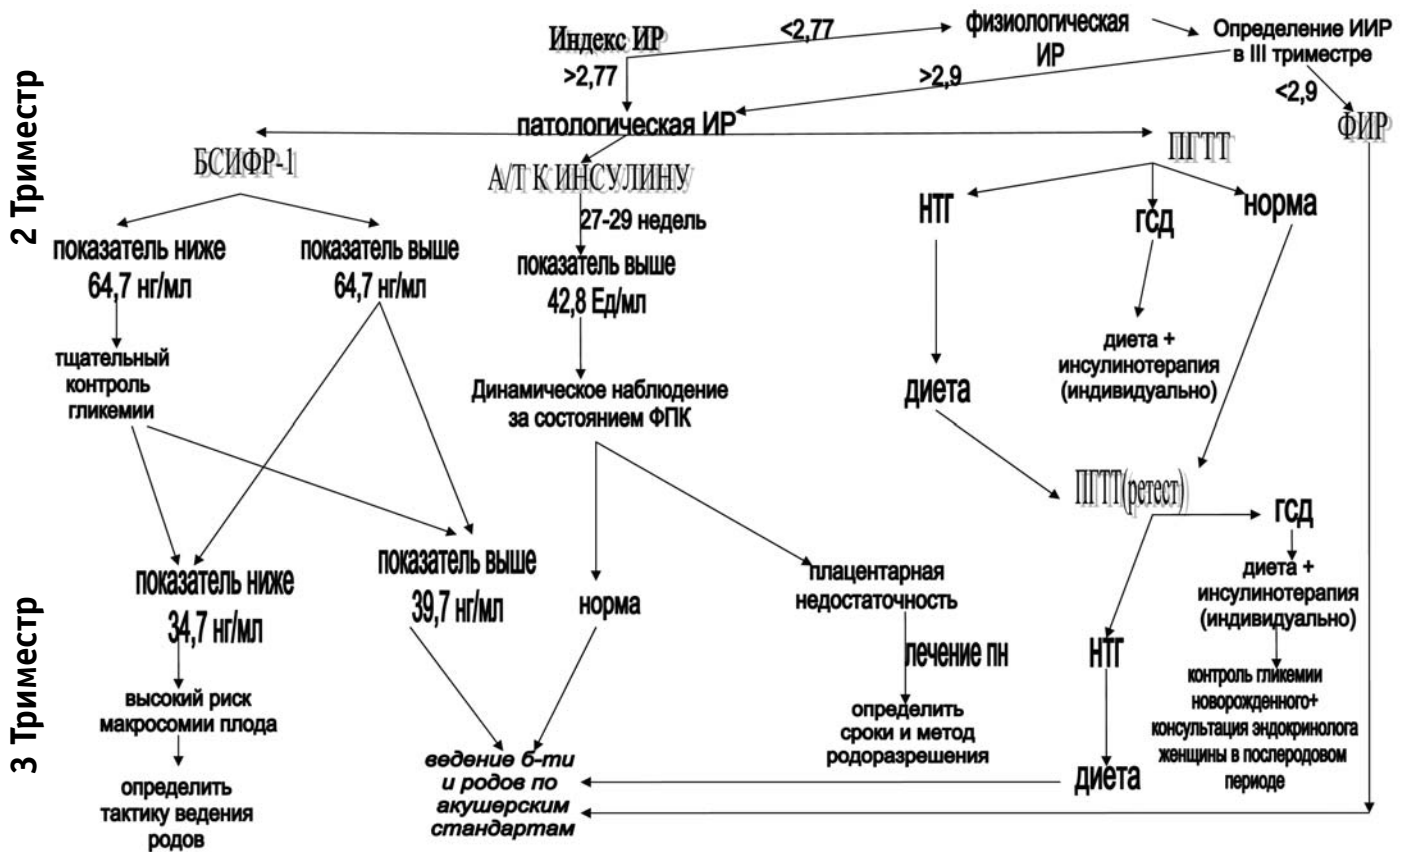 2 Триместр
3 Триместр
Индекс ИР
<2,77
физиологическая
ИР
Определение ИИР
в III триместре
>2,77
>2,9
<2,9
патологическая ИР
ФИР
БСИФР-1
А/Т К ИНСУЛИНУ
ПГТТ
27-29 недель
НТГ
ГСД
норма
показатель ниже
64,7 нг/мл
показатель выше
64,7 нг/мл
показатель выше
42,8 Ед/мл
тщательный
контроль
гликемии
Динамическое наблюдение
за состоянием ФПК
диета
диета +
инсулинотерапия
(индивидуально)
ПГТТ(ретест)
ГСД
показатель ниже
34,7 нг/мл
показатель выше
39,7 нг/мл
норма
плацентарная
недостаточность
диета +
инсулинотерапия
(индивидуально)
лечение пн
НТГ
высокий риск
макросомии плода
определить
сроки и метод
родоразрешения
контроль гликемии
новорожденного+
консультация эндокринолога
женщины в послеродовом
периоде
определить
тактику ведения
родов
ведение б-ти
и родов по
акушерским
стандартам
диета